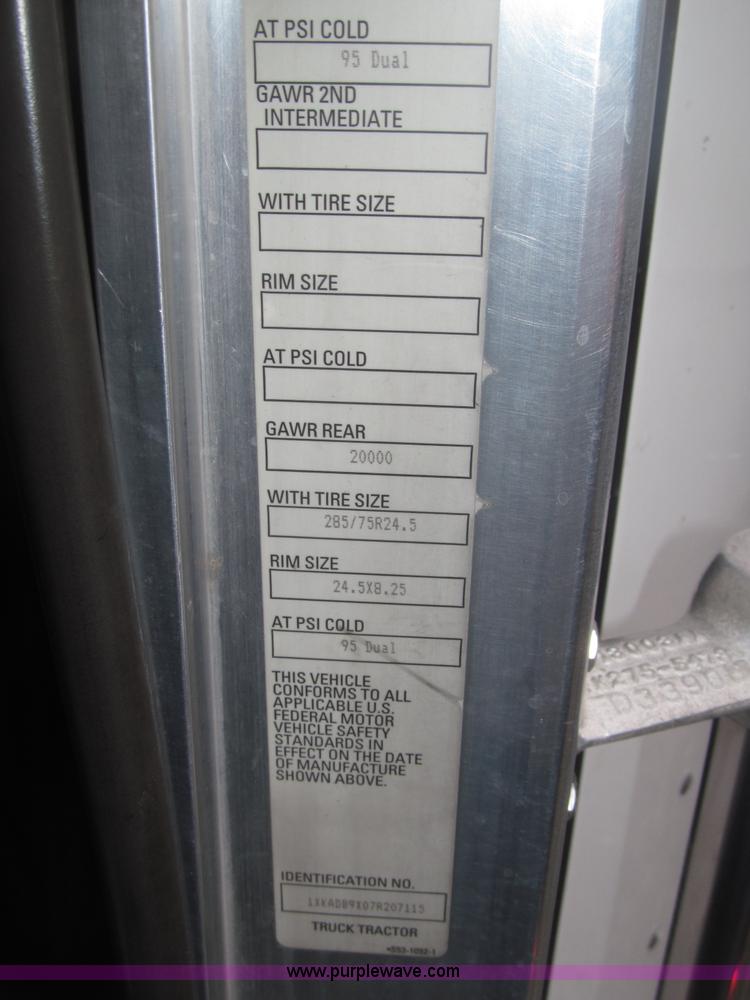 AT PSI COLD
95 Dual
GAWR 2ND
INTERMEDIATE
WITH TIRE SIZE
RIM SIZE
AT PSI COLD
GAWR REAR
20000
WITH TIRE SIZE
285/75R24.5
RIM SIZE
24.5X8.25
AT PSI COLD
95 Dual
THIS VEHICLE
CONFORMS TO ALL
APPLICABLE U.S.
FEDERAL MOTOR
VEHICLE SAFETY
STANDARDS IN
EFFECT ON THE DATE
OF MANUFACTURE
SHOWN ABOVE.
IDENTIFICATION NO.
1XKADB9X07R207115
TRUCK TRACTOR
www.purplewave.com